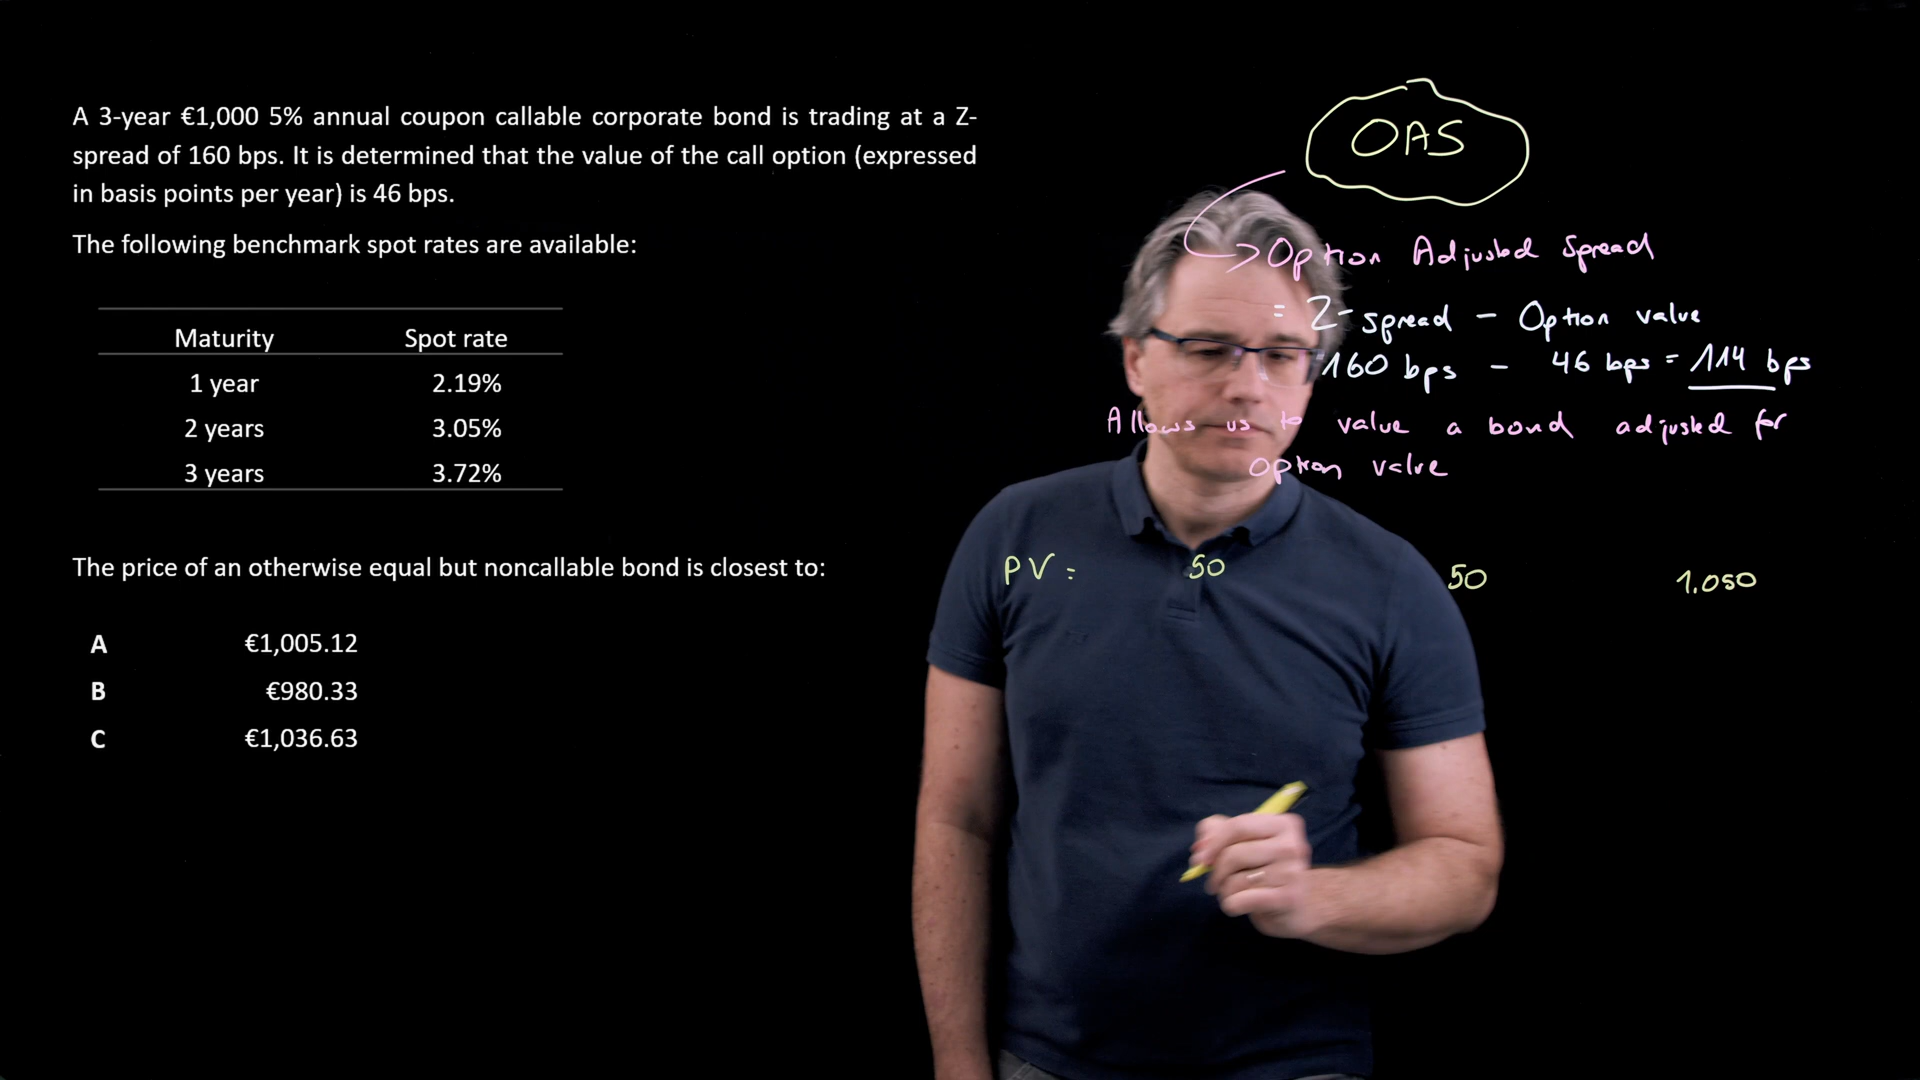 A 3-year €1,000 5% annual coupon callable corporate bond is trading at a Z-
spread of 160 bps. It is determined that the value of the call option (expressed
in basis points per year) is 46 bps.
The following benchmark spot rates are available:
Maturity Spot rate
1 year 2.19%
2 years 3.05%
3 years 3.72%
The price of an otherwise equal but noncallable bond is closest to:
A €1,005.12
B €980.33
C €1,036.63
OAS
Option Adjusted Spread
= Z-spread - Option value
160 bps - 46 bps = 114 bps
Allows us to value a bond adjusted for
option value
PV = 50 50 1.050